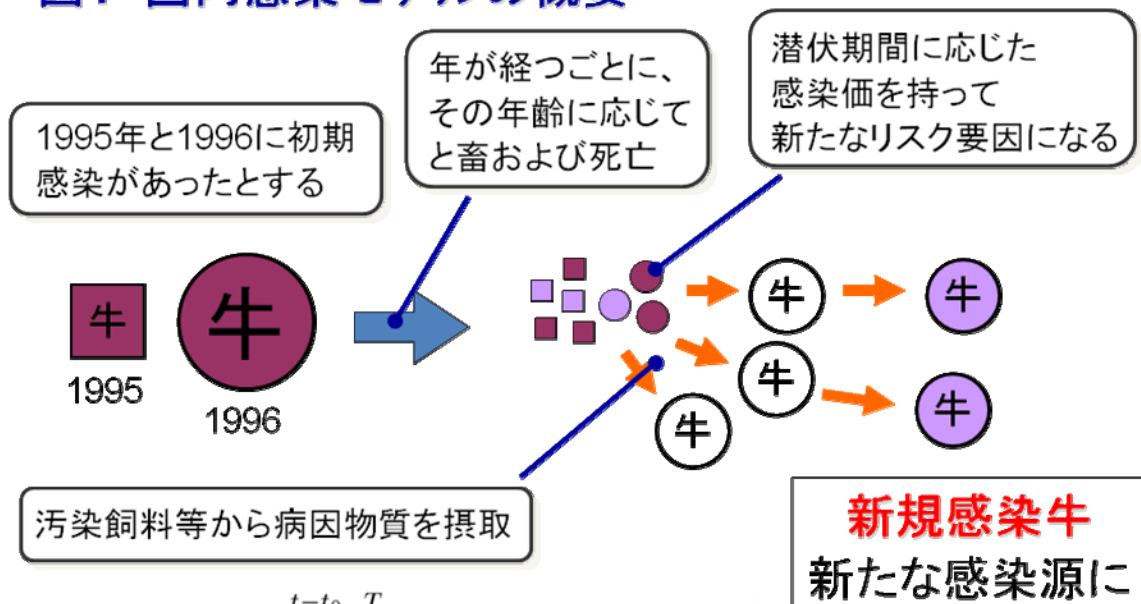 1995年と1996に初期
感染があったとする
年が経つごとに、
その年齢に応じて
と畜および死亡
潜伏期間に応じた
感染価を持って
新たなリスク要因になる
牛
1995
牛
1996
牛
牛
牛
牛
牛
汚染飼料等から病因物質を摂取
新規感染牛
新たな感染源に